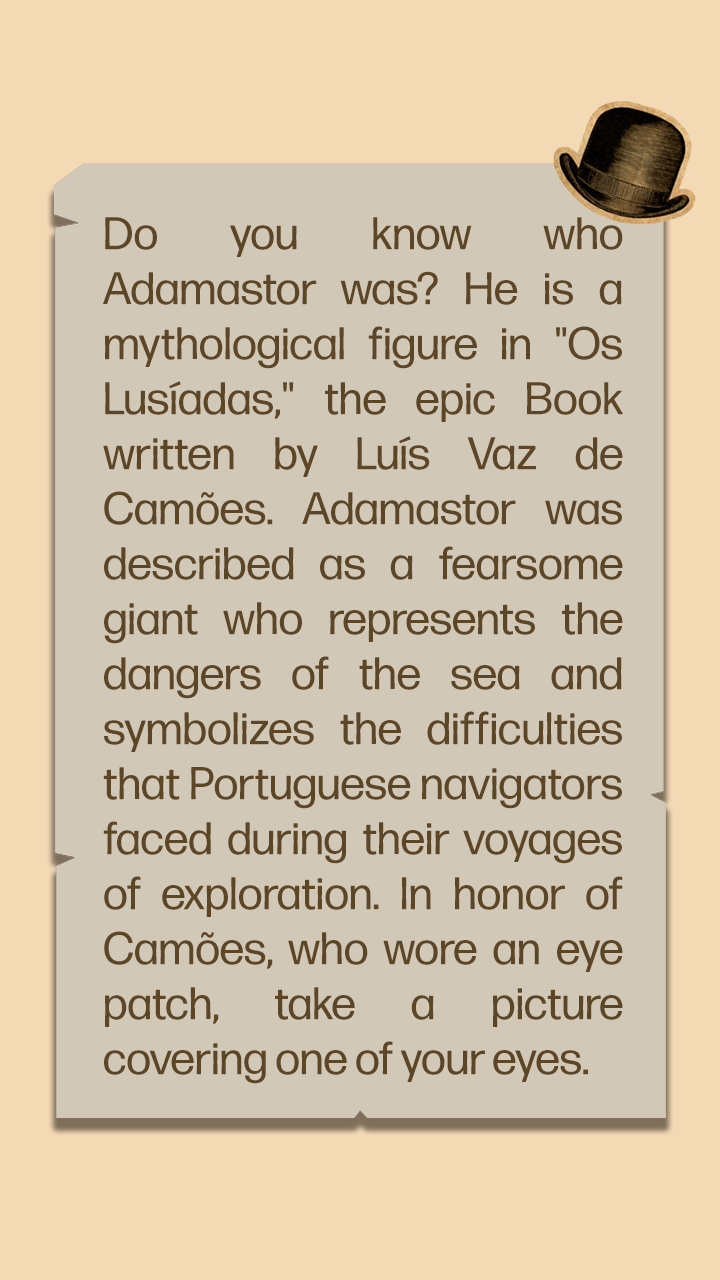 Do you know who
Adamastor was? He is a
mythological figure in "Os
Lusíadas," the epic Book
written by Luís Vaz de
Camões. Adamastor was
described as a fearsome
giant who represents the
dangers of the sea and
symbolizes the difficulties
that Portuguese navigators
faced during their voyages
of exploration. In honor of
Camões, who wore an eye
patch, take a picture
covering one of your eyes.